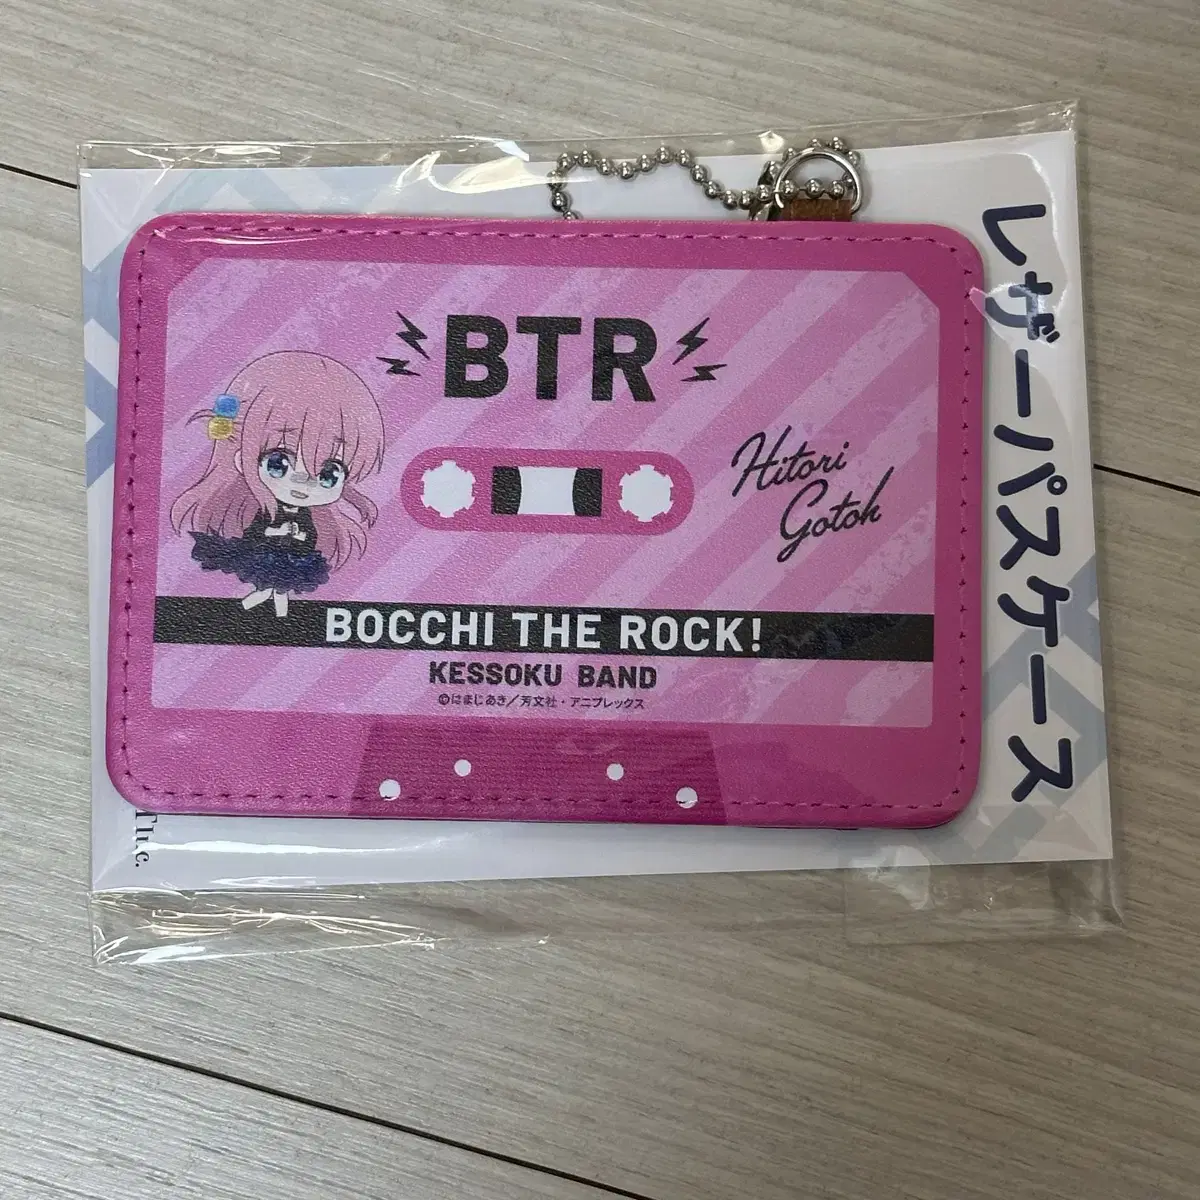 BTR
Hitori
Gotoh
BOCCHI THE ROCK!
KESSOKU BAND
©はまじあき／芳文社・アニプレックス
レザーパスケース